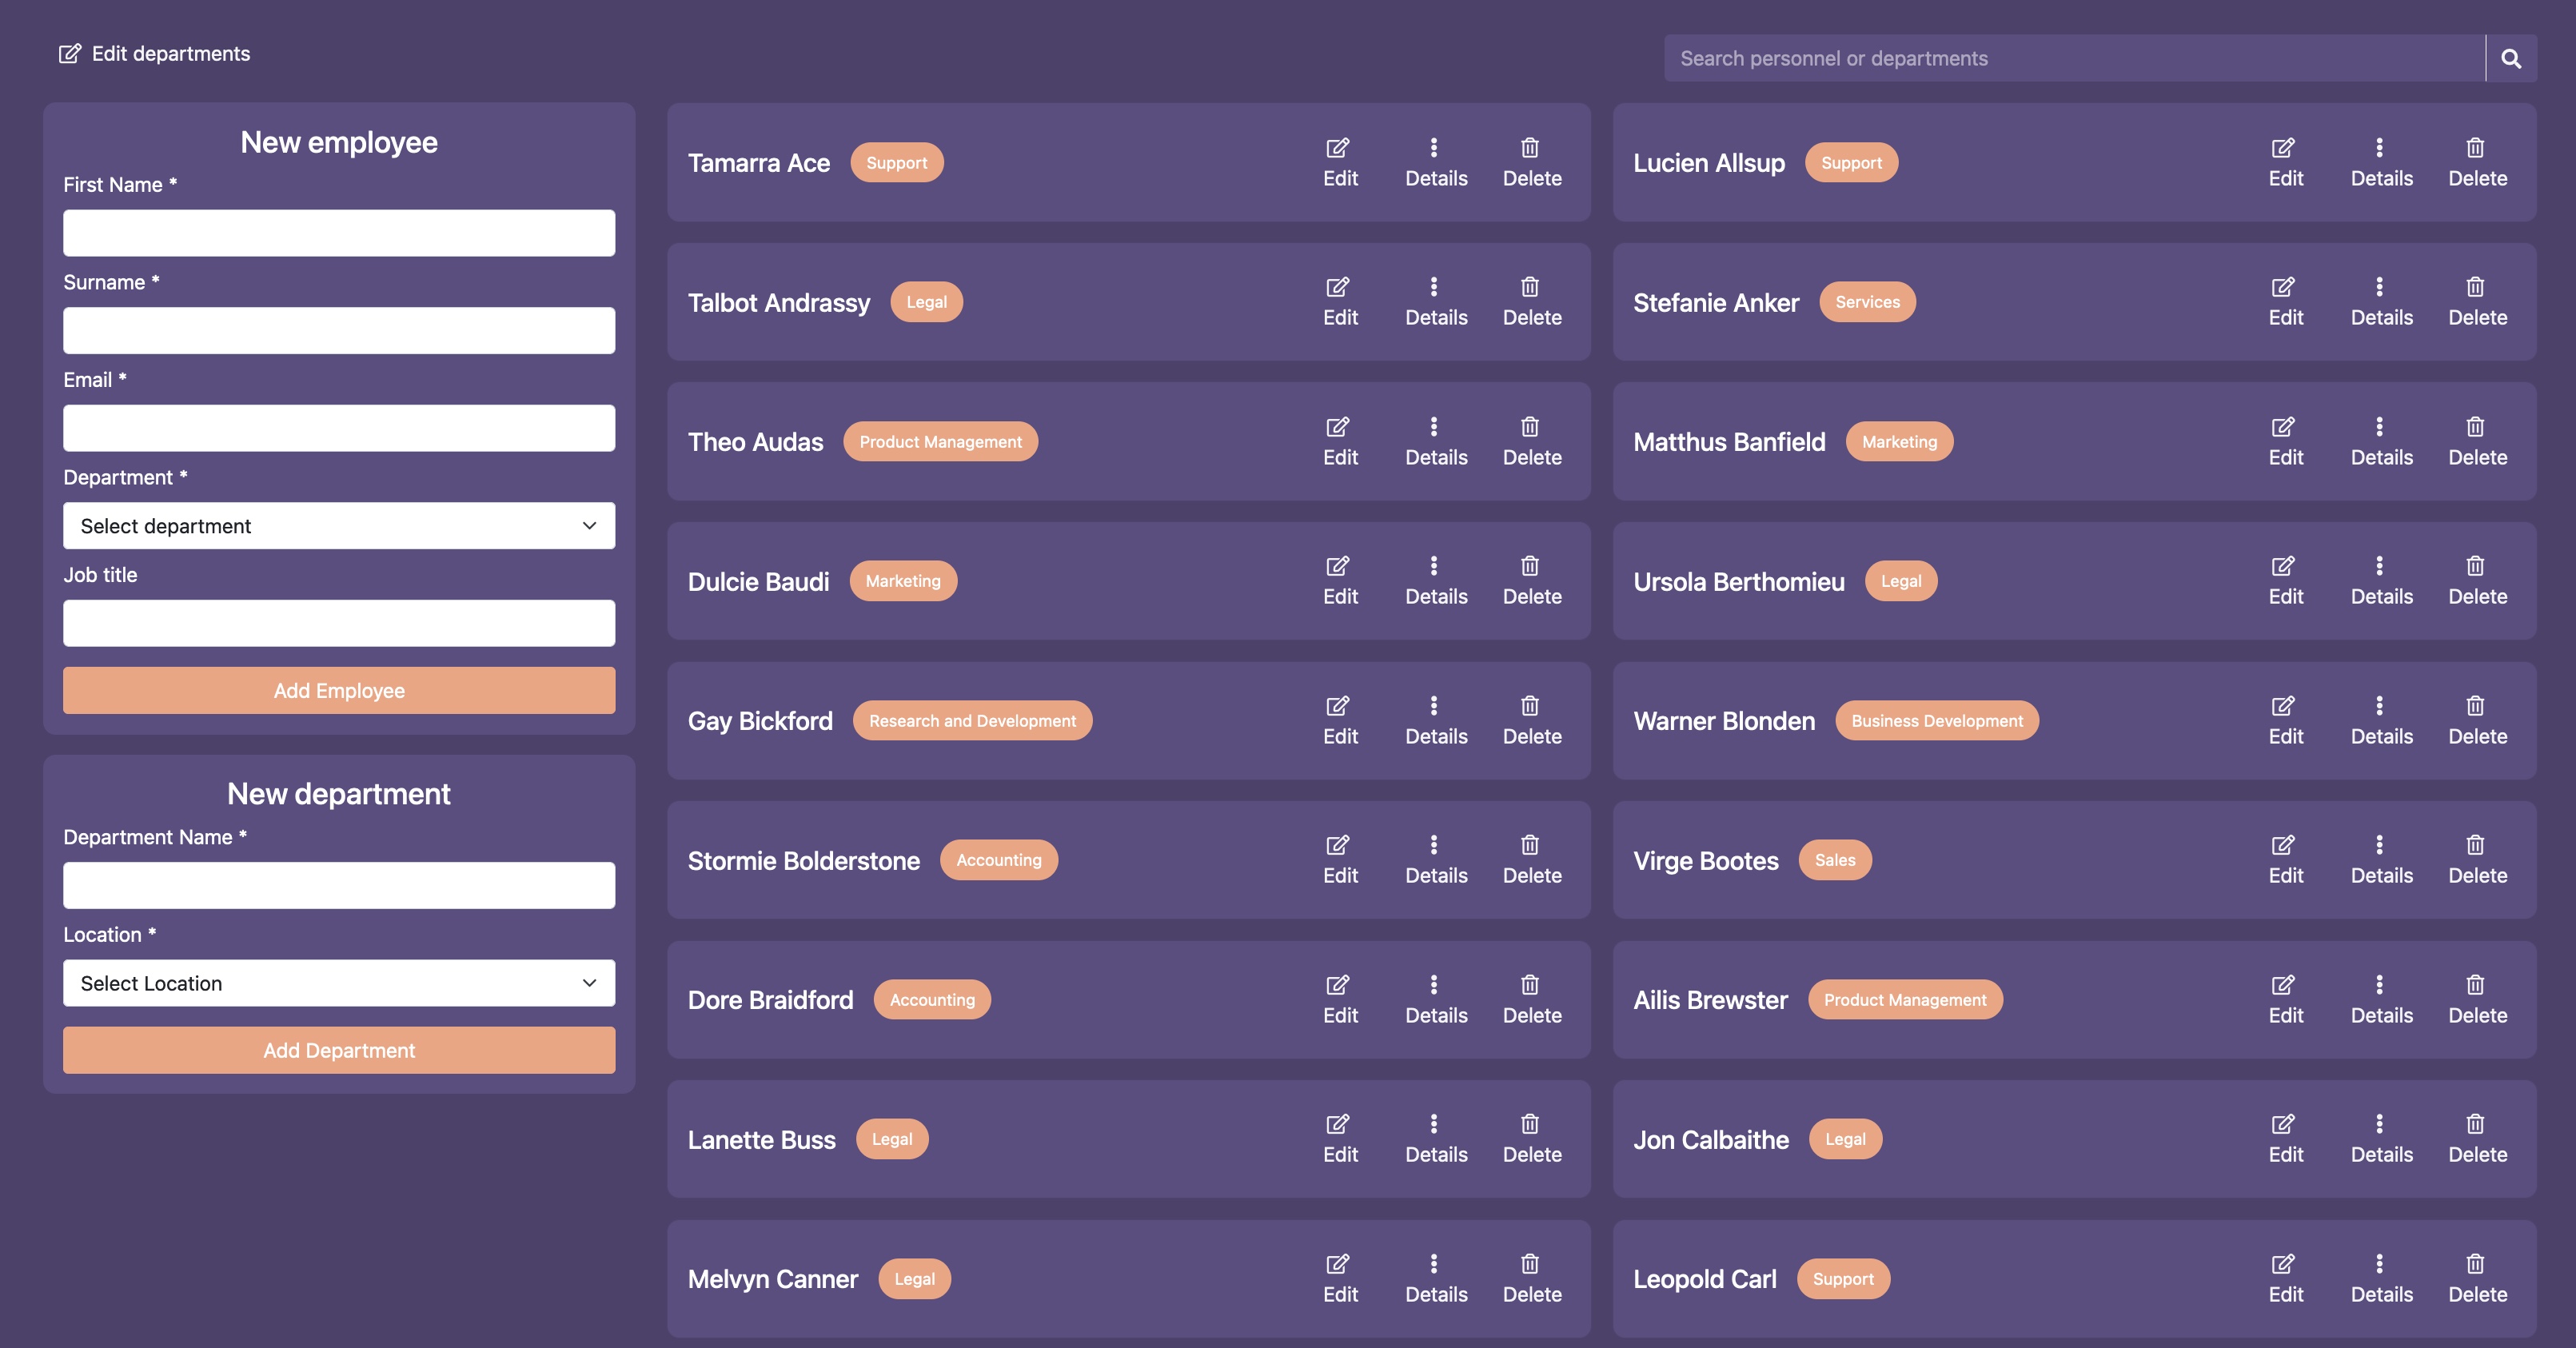 Edit departments
Search personnel or departments
New employee
First Name *
Surname *
Email *
Department *
Select department
Job title
Add Employee
New department
Department Name *
Location *
Select Location
Add Department
Tamarra Ace Support Edit Details Delete
Lucien Allsup Support Edit Details Delete
Talbot Andrassy Legal Edit Details Delete
Stefanie Anker Services Edit Details Delete
Theo Audas Product Management Edit Details Delete
Matthus Banfield Marketing Edit Details Delete
Dulcie Baudi Marketing Edit Details Delete
Ursola Berthomieu Legal Edit Details Delete
Gay Bickford Research and Development Edit Details Delete
Warner Blonden Business Development Edit Details Delete
Stormie Bolderstone Accounting Edit Details Delete
Virge Bootes Sales Edit Details Delete
Dore Braidford Accounting Edit Details Delete
Ailis Brewster Product Management Edit Details Delete
Lanette Buss Legal Edit Details Delete
Jon Calbaithe Legal Edit Details Delete
Melvyn Canner Legal Edit Details Delete
Leopold Carl Support Edit Details Delete